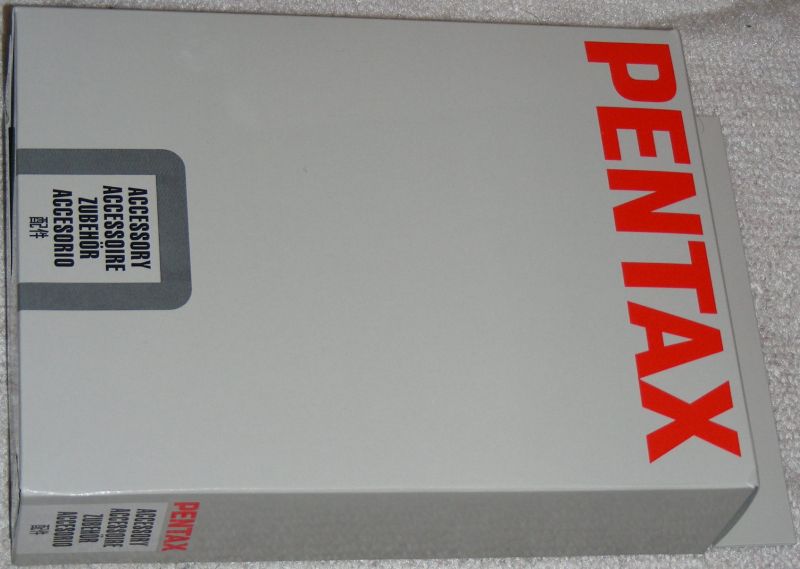 PENTAX
ACCESSORY
ACCESSOIRE
ZUBEHÖR
ACCESORIO
配件
PENTAX
ACCESSORY
ACCESSOIRE
ZUBEHÖR
ACCESORIO
配件